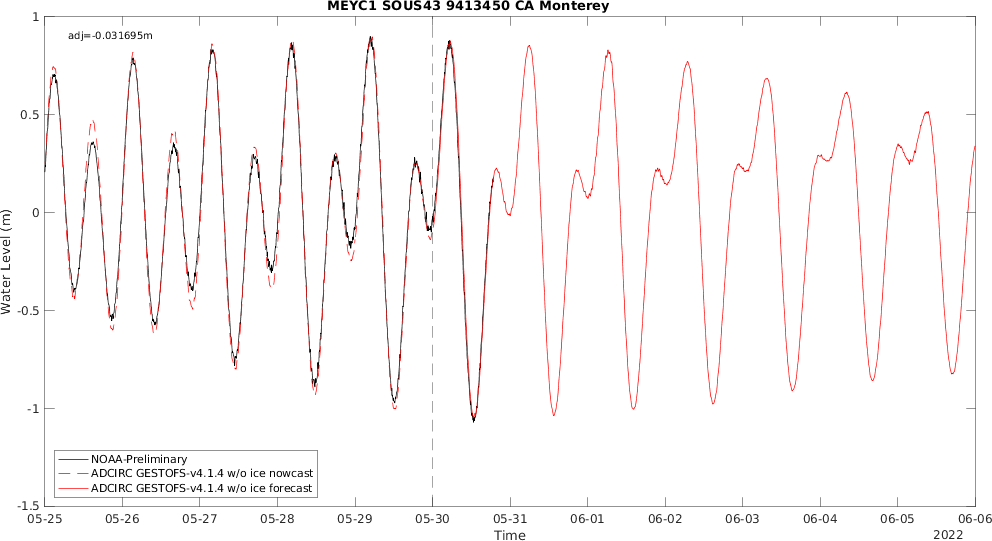 MEYC1 SOUS43 9413450 CA Monterey
adj=-0.031695m
1
0.5
0
-0.5
-1
-1.5
Water Level (m)
NOAA-Preliminary
ADCIRC GESTOFS-v4.1.4 w/o ice nowcast
ADCIRC GESTOFS-v4.1.4 w/o ice forecast
05-25 05-26 05-27 05-28 05-29 05-30 05-31 06-01 06-02 06-03 06-04 06-05 06-06
Time
2022